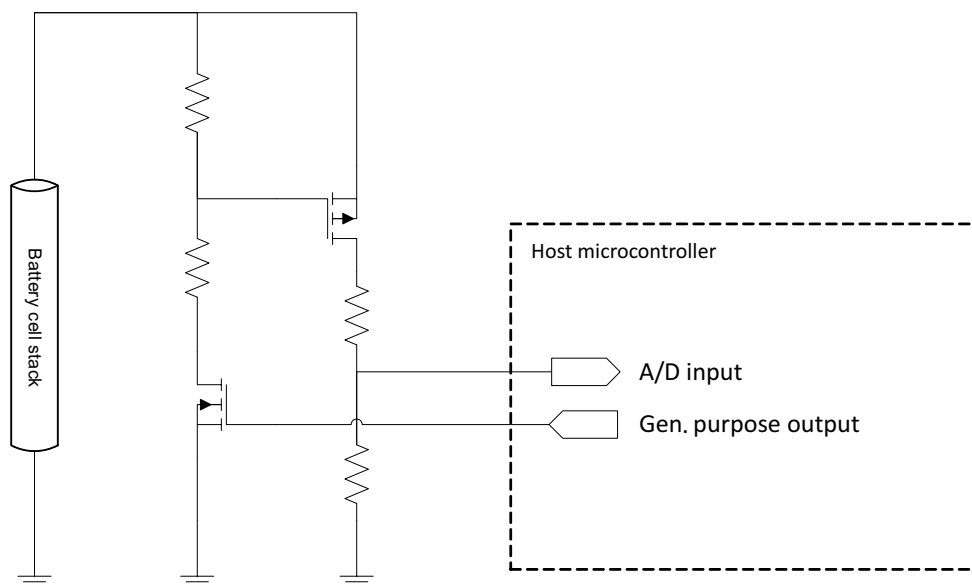 Battery cell stack
Host microcontroller
A/D input
Gen. purpose output